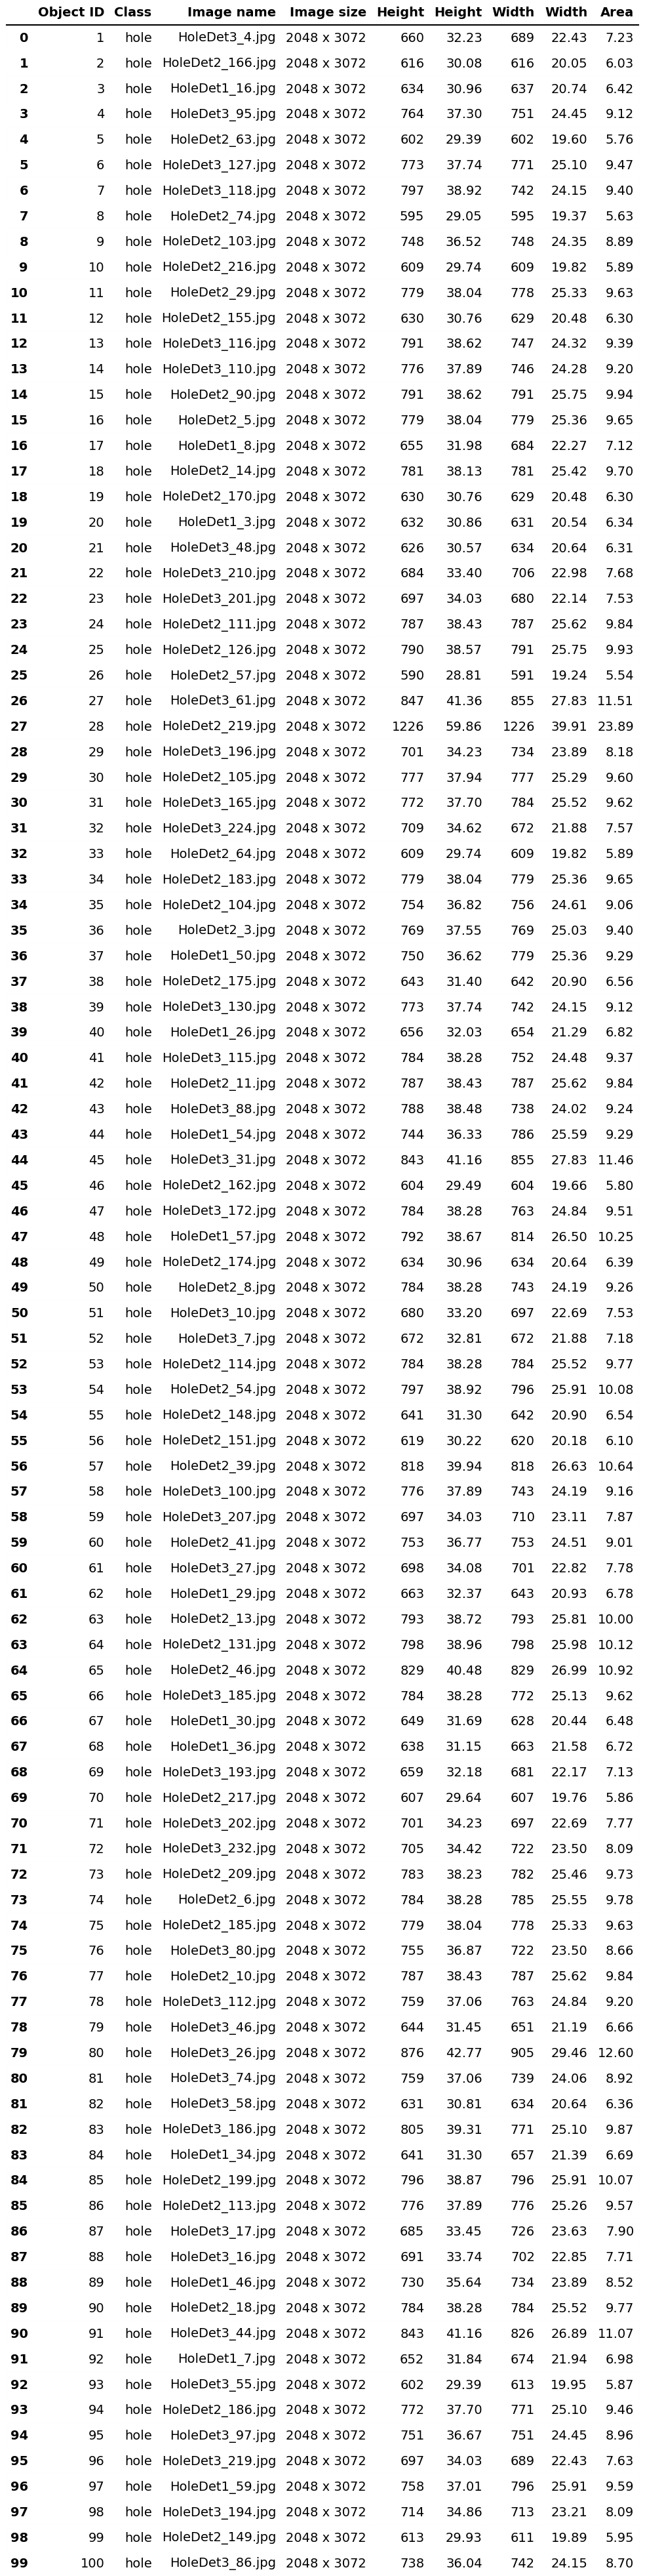 Object ID Class Image name Image size Height Height Width Width Area
0 1 hole HoleDet3_4.jpg 2048 x 3072 660 32.23 689 22.43 7.23
1 2 hole HoleDet2_166.jpg 2048 x 3072 616 30.08 616 20.05 6.03
2 3 hole HoleDet1_16.jpg 2048 x 3072 634 30.96 637 20.74 6.42
3 4 hole HoleDet3_95.jpg 2048 x 3072 764 37.30 751 24.45 9.12
4 5 hole HoleDet2_63.jpg 2048 x 3072 602 29.39 602 19.60 5.76
5 6 hole HoleDet3_127.jpg 2048 x 3072 773 37.74 771 25.10 9.47
6 7 hole HoleDet3_118.jpg 2048 x 3072 797 38.92 742 24.15 9.40
7 8 hole HoleDet2_74.jpg 2048 x 3072 595 29.05 595 19.37 5.63
8 9 hole HoleDet2_103.jpg 2048 x 3072 748 36.52 748 24.35 8.89
9 10 hole HoleDet2_216.jpg 2048 x 3072 609 29.74 609 19.82 5.89
10 11 hole HoleDet2_29.jpg 2048 x 3072 779 38.04 778 25.33 9.63
11 12 hole HoleDet2_155.jpg 2048 x 3072 630 30.76 629 20.48 6.30
12 13 hole HoleDet3_116.jpg 2048 x 3072 791 38.62 747 24.32 9.39
13 14 hole HoleDet3_110.jpg 2048 x 3072 776 37.89 746 24.28 9.20
14 15 hole HoleDet2_90.jpg 2048 x 3072 791 38.62 791 25.75 9.94
15 16 hole HoleDet2_5.jpg 2048 x 3072 779 38.04 779 25.36 9.65
16 17 hole HoleDet1_8.jpg 2048 x 3072 655 31.98 684 22.27 7.12
17 18 hole HoleDet2_14.jpg 2048 x 3072 781 38.13 781 25.42 9.70
18 19 hole HoleDet2_170.jpg 2048 x 3072 630 30.76 629 20.48 6.30
19 20 hole HoleDet1_3.jpg 2048 x 3072 632 30.86 631 20.54 6.34
20 21 hole HoleDet3_48.jpg 2048 x 3072 626 30.57 634 20.64 6.31
21 22 hole HoleDet3_210.jpg 2048 x 3072 684 33.40 706 22.98 7.68
22 23 hole HoleDet3_201.jpg 2048 x 3072 697 34.03 680 22.14 7.53
23 24 hole HoleDet2_111.jpg 2048 x 3072 787 38.43 787 25.62 9.84
24 25 hole HoleDet2_126.jpg 2048 x 3072 790 38.57 791 25.75 9.93
25 26 hole HoleDet2_57.jpg 2048 x 3072 590 28.81 591 19.24 5.54
26 27 hole HoleDet3_61.jpg 2048 x 3072 847 41.36 855 27.83 11.51
27 28 hole HoleDet2_219.jpg 2048 x 3072 1226 59.86 1226 39.91 23.89
28 29 hole HoleDet3_196.jpg 2048 x 3072 701 34.23 734 23.89 8.18
29 30 hole HoleDet2_105.jpg 2048 x 3072 777 37.94 777 25.29 9.60
30 31 hole HoleDet3_165.jpg 2048 x 3072 772 37.70 784 25.52 9.62
31 32 hole HoleDet3_224.jpg 2048 x 3072 709 34.62 672 21.88 7.57
32 33 hole HoleDet2_64.jpg 2048 x 3072 609 29.74 609 19.82 5.89
33 34 hole HoleDet2_183.jpg 2048 x 3072 779 38.04 779 25.36 9.65
34 35 hole HoleDet2_104.jpg 2048 x 3072 754 36.82 756 24.61 9.06
35 36 hole HoleDet2_3.jpg 2048 x 3072 769 37.55 769 25.03 9.40
36 37 hole HoleDet1_50.jpg 2048 x 3072 750 36.62 779 25.36 9.29
37 38 hole HoleDet2_175.jpg 2048 x 3072 643 31.40 642 20.90 6.56
38 39 hole HoleDet3_130.jpg 2048 x 3072 773 37.74 742 24.15 9.12
39 40 hole HoleDet1_26.jpg 2048 x 3072 656 32.03 654 21.29 6.82
40 41 hole HoleDet3_115.jpg 2048 x 3072 784 38.28 752 24.48 9.37
41 42 hole HoleDet2_11.jpg 2048 x 3072 787 38.43 787 25.62 9.84
42 43 hole HoleDet3_88.jpg 2048 x 3072 788 38.48 738 24.02 9.24
43 44 hole HoleDet1_54.jpg 2048 x 3072 744 36.33 786 25.59 9.29
44 45 hole HoleDet3_31.jpg 2048 x 3072 843 41.16 855 27.83 11.46
45 46 hole HoleDet2_162.jpg 2048 x 3072 604 29.49 604 19.66 5.80
46 47 hole HoleDet3_172.jpg 2048 x 3072 784 38.28 763 24.84 9.51
47 48 hole HoleDet1_57.jpg 2048 x 3072 792 38.67 814 26.50 10.25
48 49 hole HoleDet2_174.jpg 2048 x 3072 634 30.96 634 20.64 6.39
49 50 hole HoleDet2_8.jpg 2048 x 3072 784 38.28 743 24.19 9.26
50 51 hole HoleDet3_10.jpg 2048 x 3072 680 33.20 697 22.69 7.53
51 52 hole HoleDet3_7.jpg 2048 x 3072 672 32.81 672 21.88 7.18
52 53 hole HoleDet2_114.jpg 2048 x 3072 784 38.28 784 25.52 9.77
53 54 hole HoleDet2_54.jpg 2048 x 3072 797 38.92 796 25.91 10.08
54 55 hole HoleDet2_148.jpg 2048 x 3072 641 31.30 642 20.90 6.54
55 56 hole HoleDet2_151.jpg 2048 x 3072 619 30.22 620 20.18 6.10
56 57 hole HoleDet2_39.jpg 2048 x 3072 818 39.94 818 26.63 10.64
57 58 hole HoleDet3_100.jpg 2048 x 3072 776 37.89 743 24.19 9.16
58 59 hole HoleDet3_207.jpg 2048 x 3072 697 34.03 710 23.11 7.87
59 60 hole HoleDet2_41.jpg 2048 x 3072 753 36.77 753 24.51 9.01
60 61 hole HoleDet3_27.jpg 2048 x 3072 698 34.08 701 22.82 7.78
61 62 hole HoleDet1_29.jpg 2048 x 3072 663 32.37 643 20.93 6.78
62 63 hole HoleDet2_13.jpg 2048 x 3072 793 38.72 793 25.81 10.00
63 64 hole HoleDet2_131.jpg 2048 x 3072 798 38.96 798 25.98 10.12
64 65 hole HoleDet2_46.jpg 2048 x 3072 829 40.48 829 26.99 10.92
65 66 hole HoleDet3_185.jpg 2048 x 3072 784 38.28 772 25.13 9.62
66 67 hole HoleDet1_30.jpg 2048 x 3072 649 31.69 628 20.44 6.48
67 68 hole HoleDet1_36.jpg 2048 x 3072 638 31.15 663 21.58 6.72
68 69 hole HoleDet3_193.jpg 2048 x 3072 659 32.18 681 22.17 7.13
69 70 hole HoleDet2_217.jpg 2048 x 3072 607 29.64 607 19.76 5.86
70 71 hole HoleDet3_202.jpg 2048 x 3072 701 34.23 697 22.69 7.77
71 72 hole HoleDet3_232.jpg 2048 x 3072 705 34.42 722 23.50 8.09
72 73 hole HoleDet2_209.jpg 2048 x 3072 783 38.23 782 25.46 9.73
73 74 hole HoleDet2_6.jpg 2048 x 3072 784 38.28 785 25.55 9.78
74 75 hole HoleDet2_185.jpg 2048 x 3072 779 38.04 778 25.33 9.63
75 76 hole HoleDet3_80.jpg 2048 x 3072 755 36.87 722 23.50 8.66
76 77 hole HoleDet2_10.jpg 2048 x 3072 787 38.43 787 25.62 9.84
77 78 hole HoleDet3_112.jpg 2048 x 3072 759 37.06 763 24.84 9.20
78 79 hole HoleDet3_46.jpg 2048 x 3072 644 31.45 651 21.19 6.66
79 80 hole HoleDet3_26.jpg 2048 x 3072 876 42.77 905 29.46 12.60
80 81 hole HoleDet3_74.jpg 2048 x 3072 759 37.06 739 24.06 8.92
81 82 hole HoleDet3_58.jpg 2048 x 3072 631 30.81 634 20.64 6.36
82 83 hole HoleDet3_186.jpg 2048 x 3072 805 39.31 771 25.10 9.87
83 84 hole HoleDet1_34.jpg 2048 x 3072 641 31.30 657 21.39 6.69
84 85 hole HoleDet2_199.jpg 2048 x 3072 796 38.87 796 25.91 10.07
85 86 hole HoleDet2_113.jpg 2048 x 3072 776 37.89 776 25.26 9.57
86 87 hole HoleDet3_17.jpg 2048 x 3072 685 33.45 726 23.63 7.90
87 88 hole HoleDet3_16.jpg 2048 x 3072 691 33.74 702 22.85 7.71
88 89 hole HoleDet1_46.jpg 2048 x 3072 730 35.64 734 23.89 8.52
89 90 hole HoleDet2_18.jpg 2048 x 3072 784 38.28 784 25.52 9.77
90 91 hole HoleDet3_44.jpg 2048 x 3072 843 41.16 826 26.89 11.07
91 92 hole HoleDet1_7.jpg 2048 x 3072 652 31.84 674 21.94 6.98
92 93 hole HoleDet3_55.jpg 2048 x 3072 602 29.39 613 19.95 5.87
93 94 hole HoleDet2_186.jpg 2048 x 3072 772 37.70 771 25.10 9.46
94 95 hole HoleDet3_97.jpg 2048 x 3072 751 36.67 751 24.45 8.96
95 96 hole HoleDet3_219.jpg 2048 x 3072 697 34.03 689 22.43 7.63
96 97 hole HoleDet1_59.jpg 2048 x 3072 758 37.01 796 25.91 9.59
97 98 hole HoleDet3_194.jpg 2048 x 3072 714 34.86 713 23.21 8.09
98 99 hole HoleDet2_149.jpg 2048 x 3072 613 29.93 611 19.89 5.95
99 100 hole HoleDet3_86.jpg 2048 x 3072 738 36.04 742 24.15 8.70